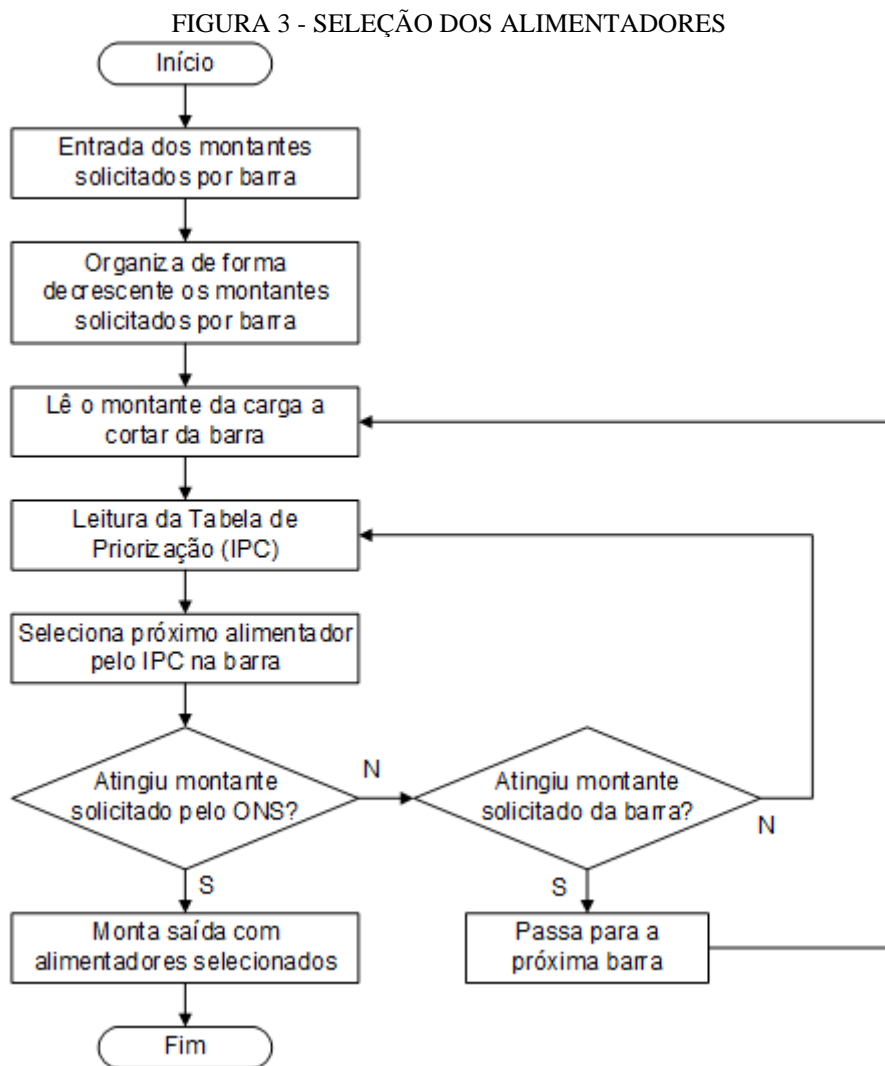 FIGURA 3 - SELEÇÃO DOS ALIMENTADORES
Início
Entrada dos montantes
solicitados por barra
Organiza de forma
decrescente os montantes
solicitados por barra
Lê o montante da carga a
cortar da barra
Leitura da Tabela de
Priorização (IPC)
Seleciona próximo alimentador
pelo IPC na barra
Atingiu montante
solicitado pelo ONS?
N
Atingiu montante
solicitado da barra?
N
S
S
Monta saída com
alimentadores selecionados
Passa para a
próxima barra
Fim